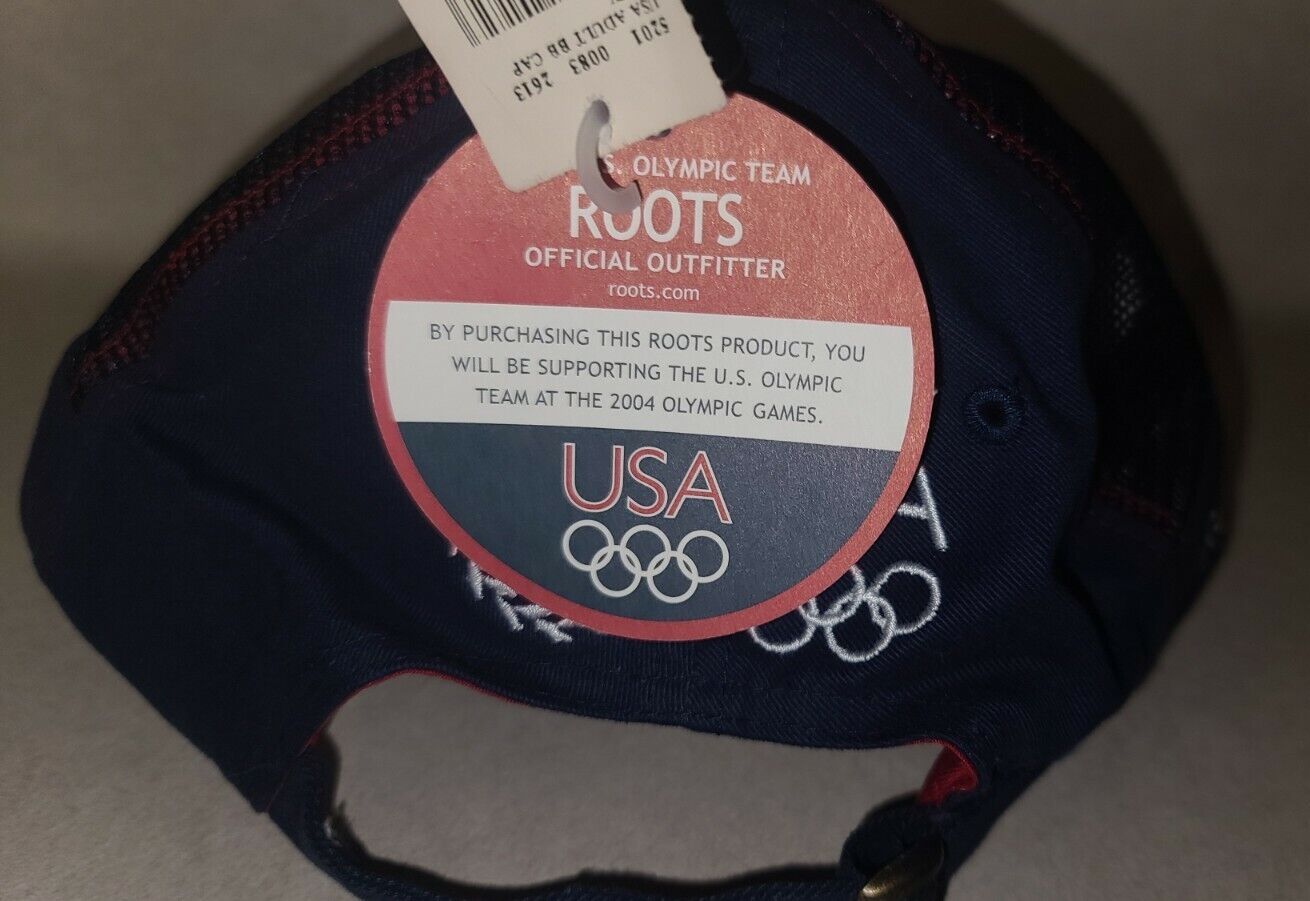 5201 0083 2613
USA ADULT BB CAP
S. OLYMPIC TEAM
ROOTS
OFFICIAL OUTFITTER
roots.com
BY PURCHASING THIS ROOTS PRODUCT, YOU
WILL BE SUPPORTING THE U.S. OLYMPIC
TEAM AT THE 2004 OLYMPIC GAMES.
USA